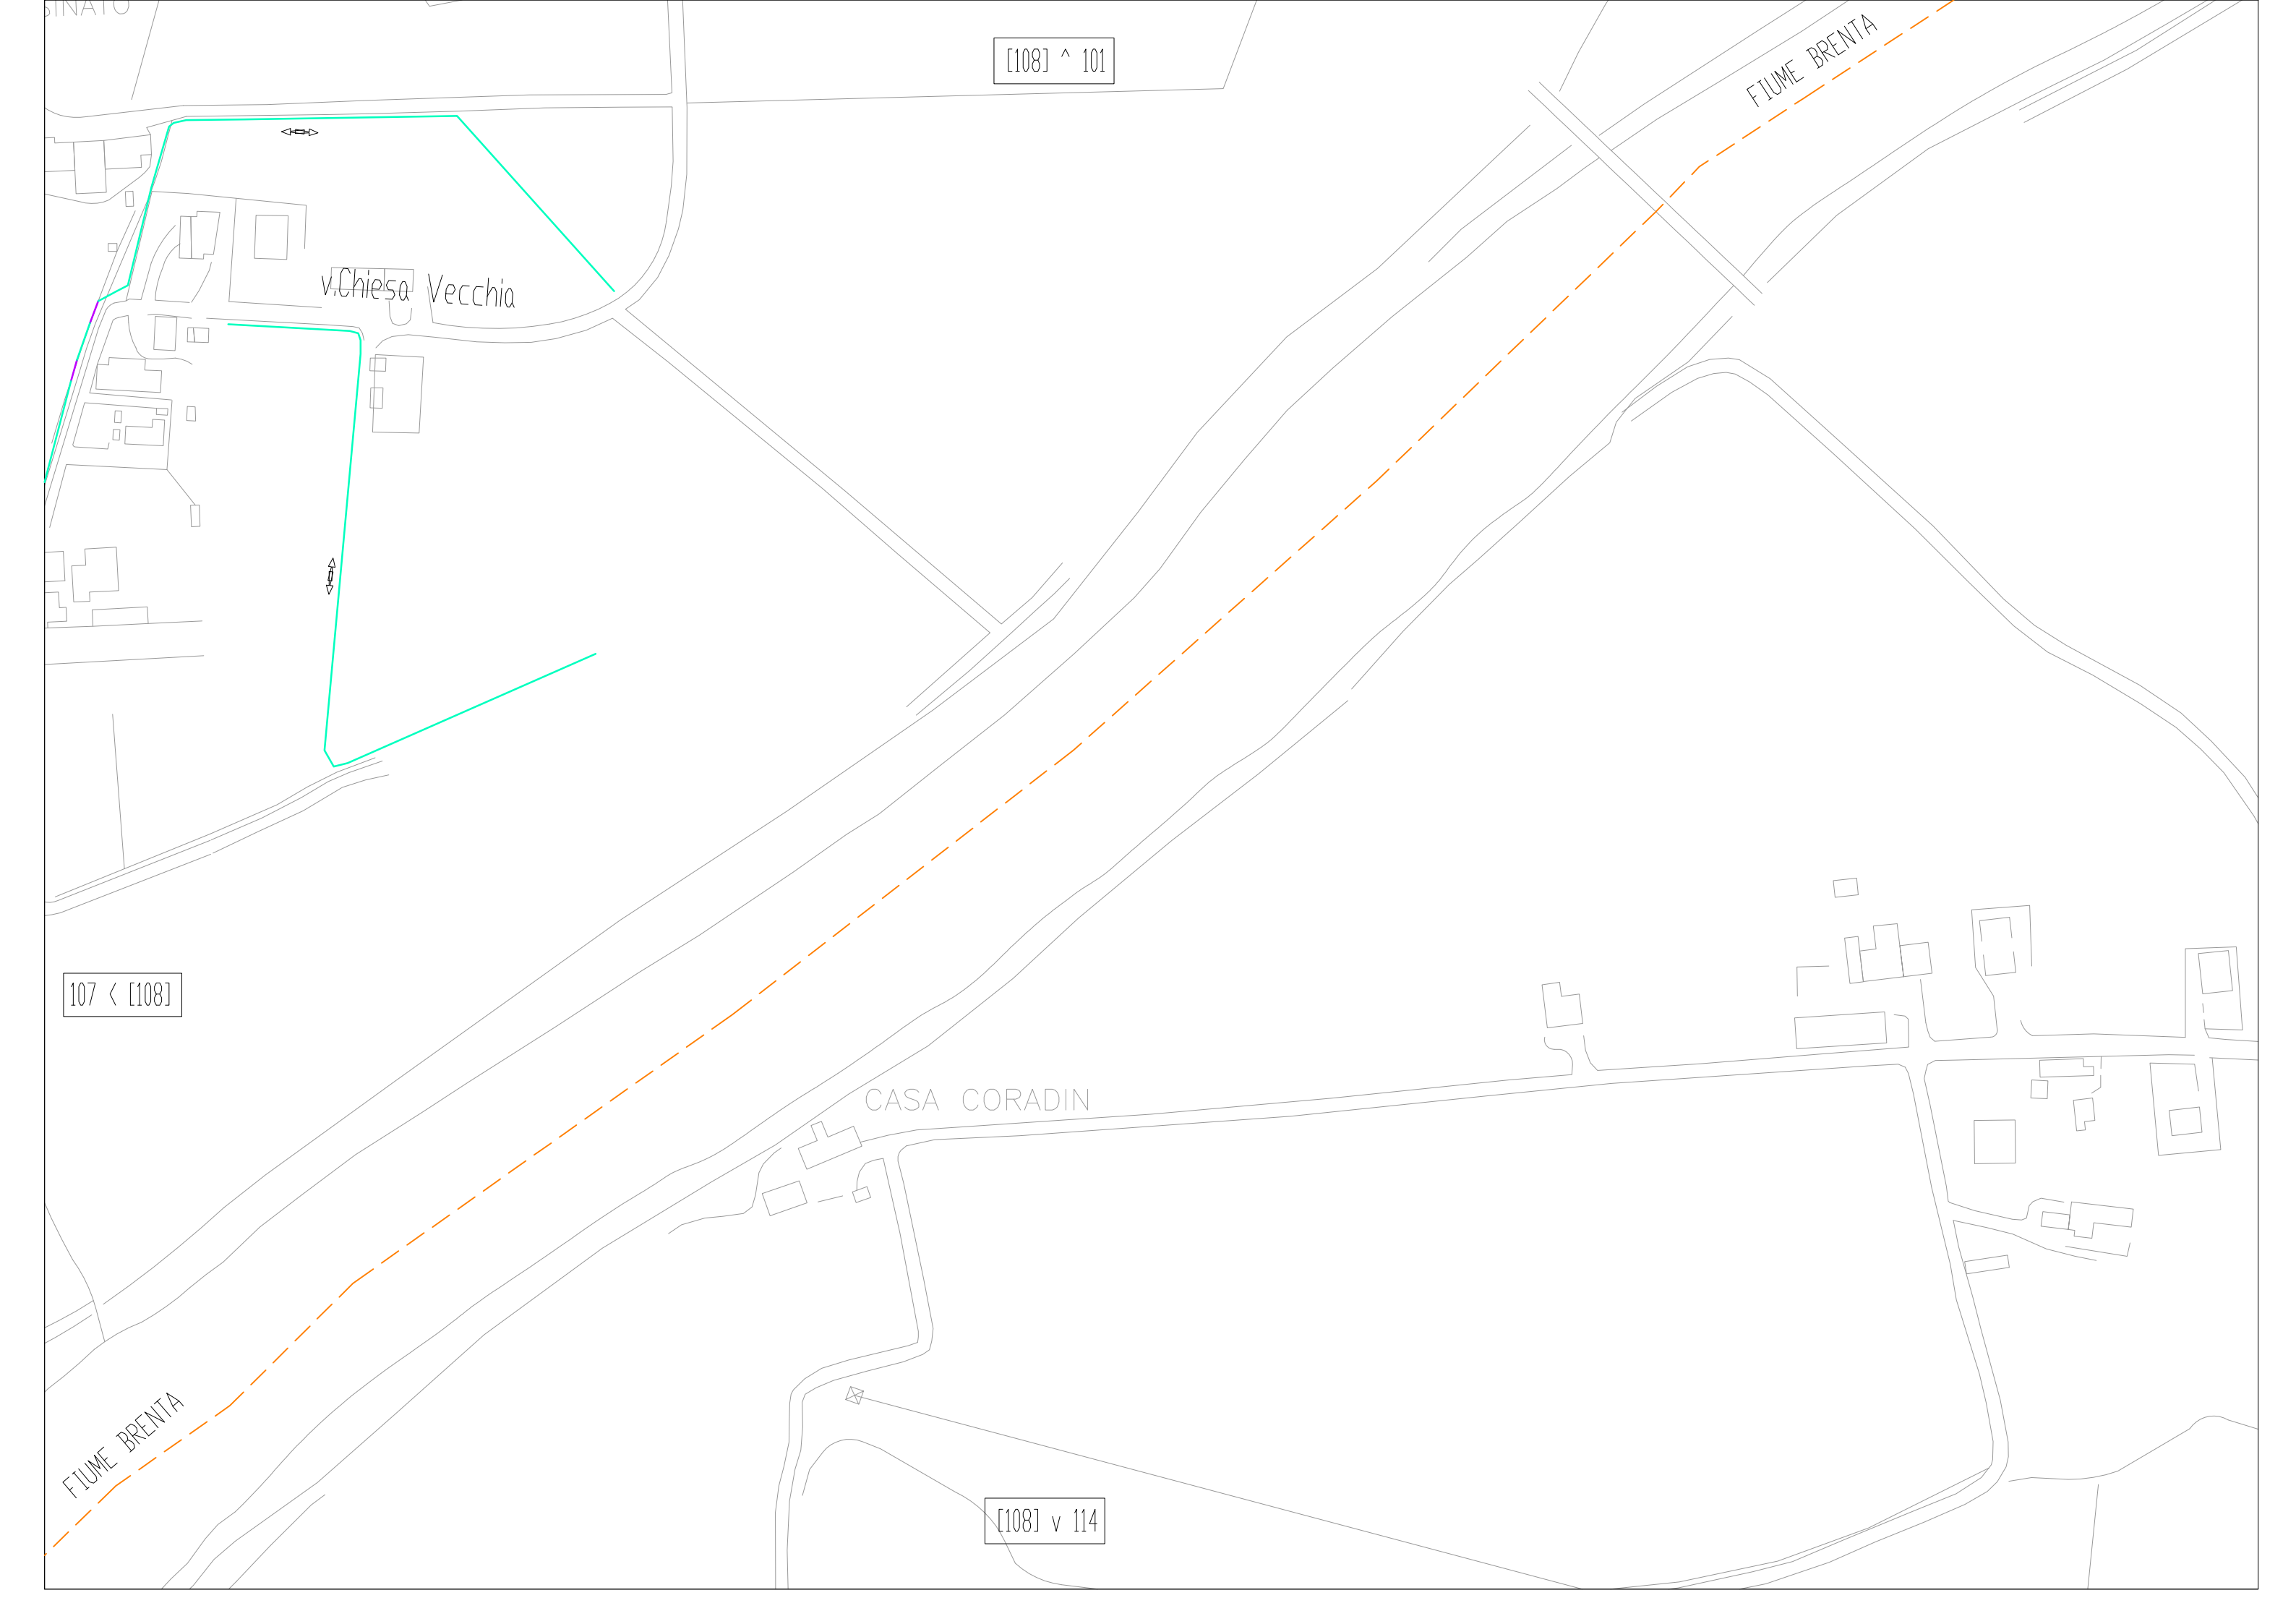 [108] ^ 101
FIUME BRENTA
v.Chiesa Vecchia
107 < [108]
CASA CORADIN
FIUME BRENTA
[108] v 114